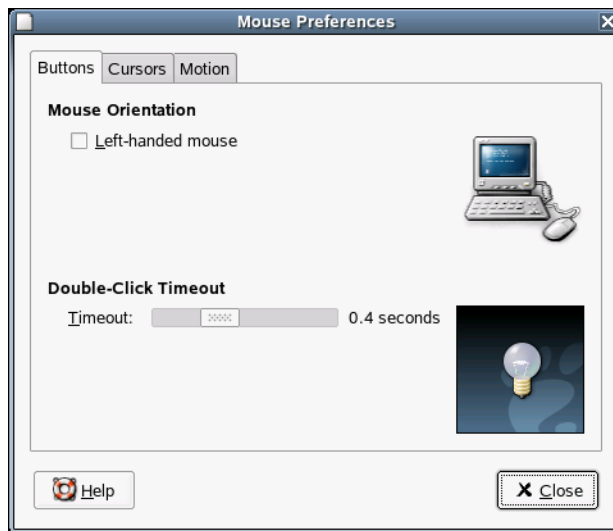 Mouse Preferences
Buttons Cursors Motion
Mouse Orientation
Left-handed mouse
Double-Click Timeout
Timeout: 0.4 seconds
Help Close